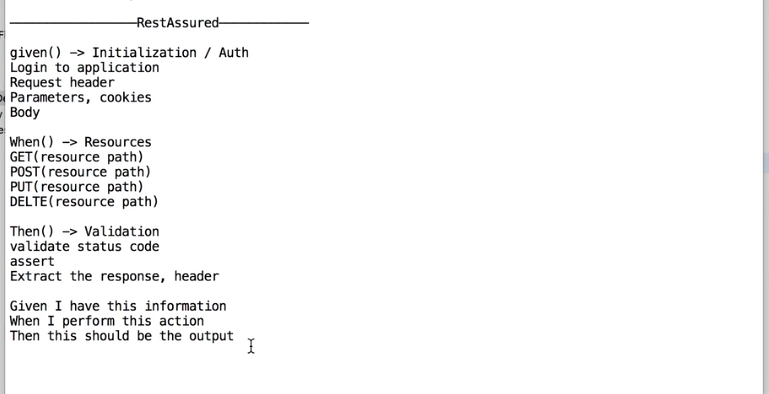 ————————————RestAssured————————————
given() —> Initialization / Auth
Login to application
Request header
Parameters, cookies
Body
When() —> Resources
GET(resource path)
POST(resource path)
PUT(resource path)
DELTE(resource path)
Then() —> Validation
validate status code
assert
Extract the response, header
Given I have this information
When I perform this action
Then this should be the output